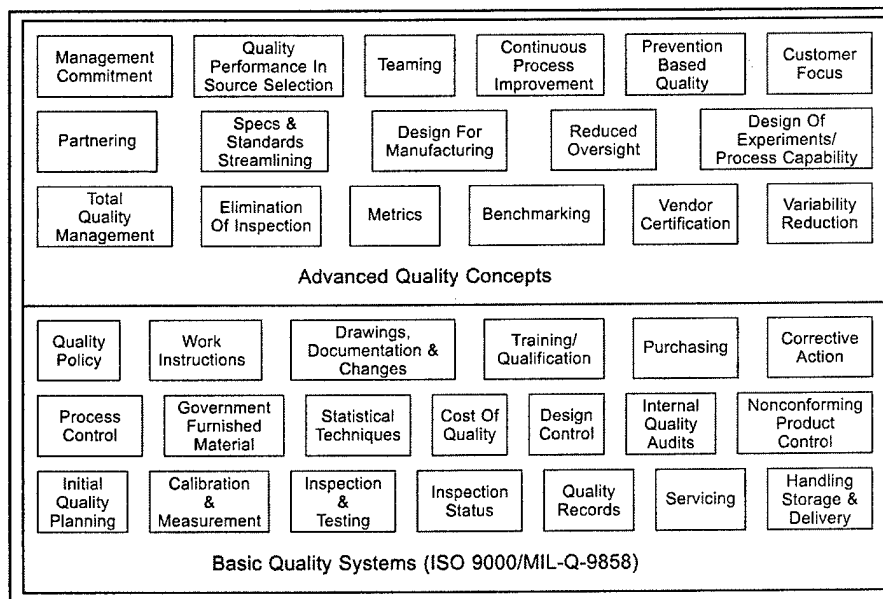 Management
Commitment
Quality
Performance In
Source Selection
Teaming
Continuous
Process
Improvement
Prevention
Based
Quality
Customer
Focus
Partnering
Specs &
Standards
Streamlining
Design For
Manufacturing
Reduced
Oversight
Design Of
Experiments/
Process Capability
Total
Quality
Management
Elimination
Of Inspection
Metrics
Benchmarking
Vendor
Certification
Variability
Reduction
Advanced Quality Concepts
Quality
Policy
Work
Instructions
Drawings,
Documentation &
Changes
Training/
Qualification
Purchasing
Corrective
Action
Process
Control
Government
Furnished
Material
Statistical
Techniques
Cost Of
Quality
Design
Control
Internal
Quality
Audits
Nonconforming
Product
Control
Initial
Quality
Planning
Calibration
&
Measurement
Inspection
&
Testing
Inspection
Status
Quality
Records
Servicing
Handling
Storage &
Delivery
Basic Quality Systems (ISO 9000/MIL-Q-9858)